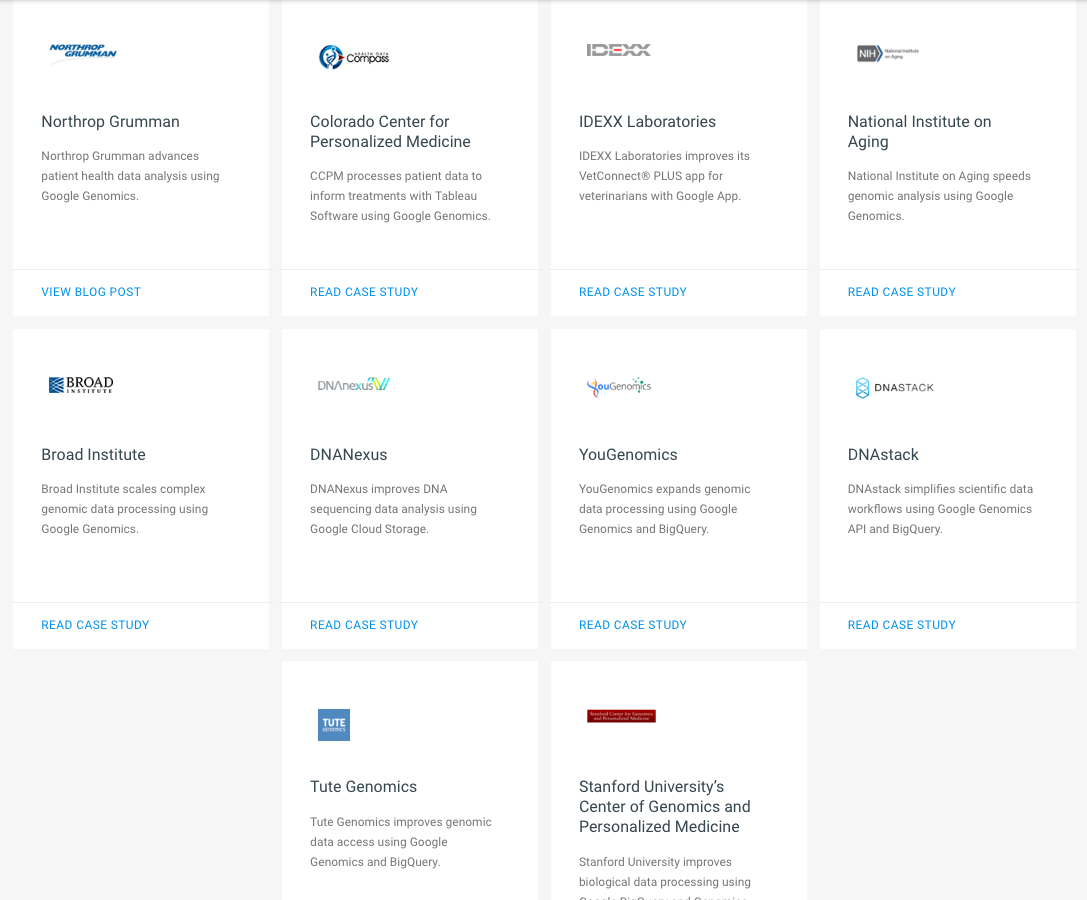 NORTHROP
GRUMMAN
Northrop Grumman
Northrop Grumman advances
patient health data analysis using
Google Genomics.
VIEW BLOG POST
HEALTH DATA
Compass
Colorado Center for
Personalized Medicine
CCPM processes patient data to
inform treatments with Tableau
Software using Google Genomics.
READ CASE STUDY
IDEXX
IDEXX Laboratories
IDEXX Laboratories improves its
VetConnect® PLUS app for
veterinarians with Google App.
READ CASE STUDY
NIH
National Institute
on Aging
National Institute on
Aging
National Institute on Aging speeds
genomic analysis using Google
Genomics.
READ CASE STUDY
BROAD
INSTITUTE
Broad Institute
Broad Institute scales complex
genomic data processing using
Google Genomics.
READ CASE STUDY
DNAnexus
DNANexus
DNANexus improves DNA
sequencing data analysis using
Google Cloud Storage.
READ CASE STUDY
YouGenomics
YouGenomics
YouGenomics expands genomic
data processing using Google
Genomics and BigQuery.
READ CASE STUDY
DNASTACK
DNAstack
DNAstack simplifies scientific data
workflows using Google Genomics
API and BigQuery.
READ CASE STUDY
TUTE
GENOMICS
Tute Genomics
Tute Genomics improves genomic
data access using Google
Genomics and BigQuery.
Stanford Center for Genomics
and Personalized Medicine
Stanford University’s
Center of Genomics and
Personalized Medicine
Stanford University improves
biological data processing using